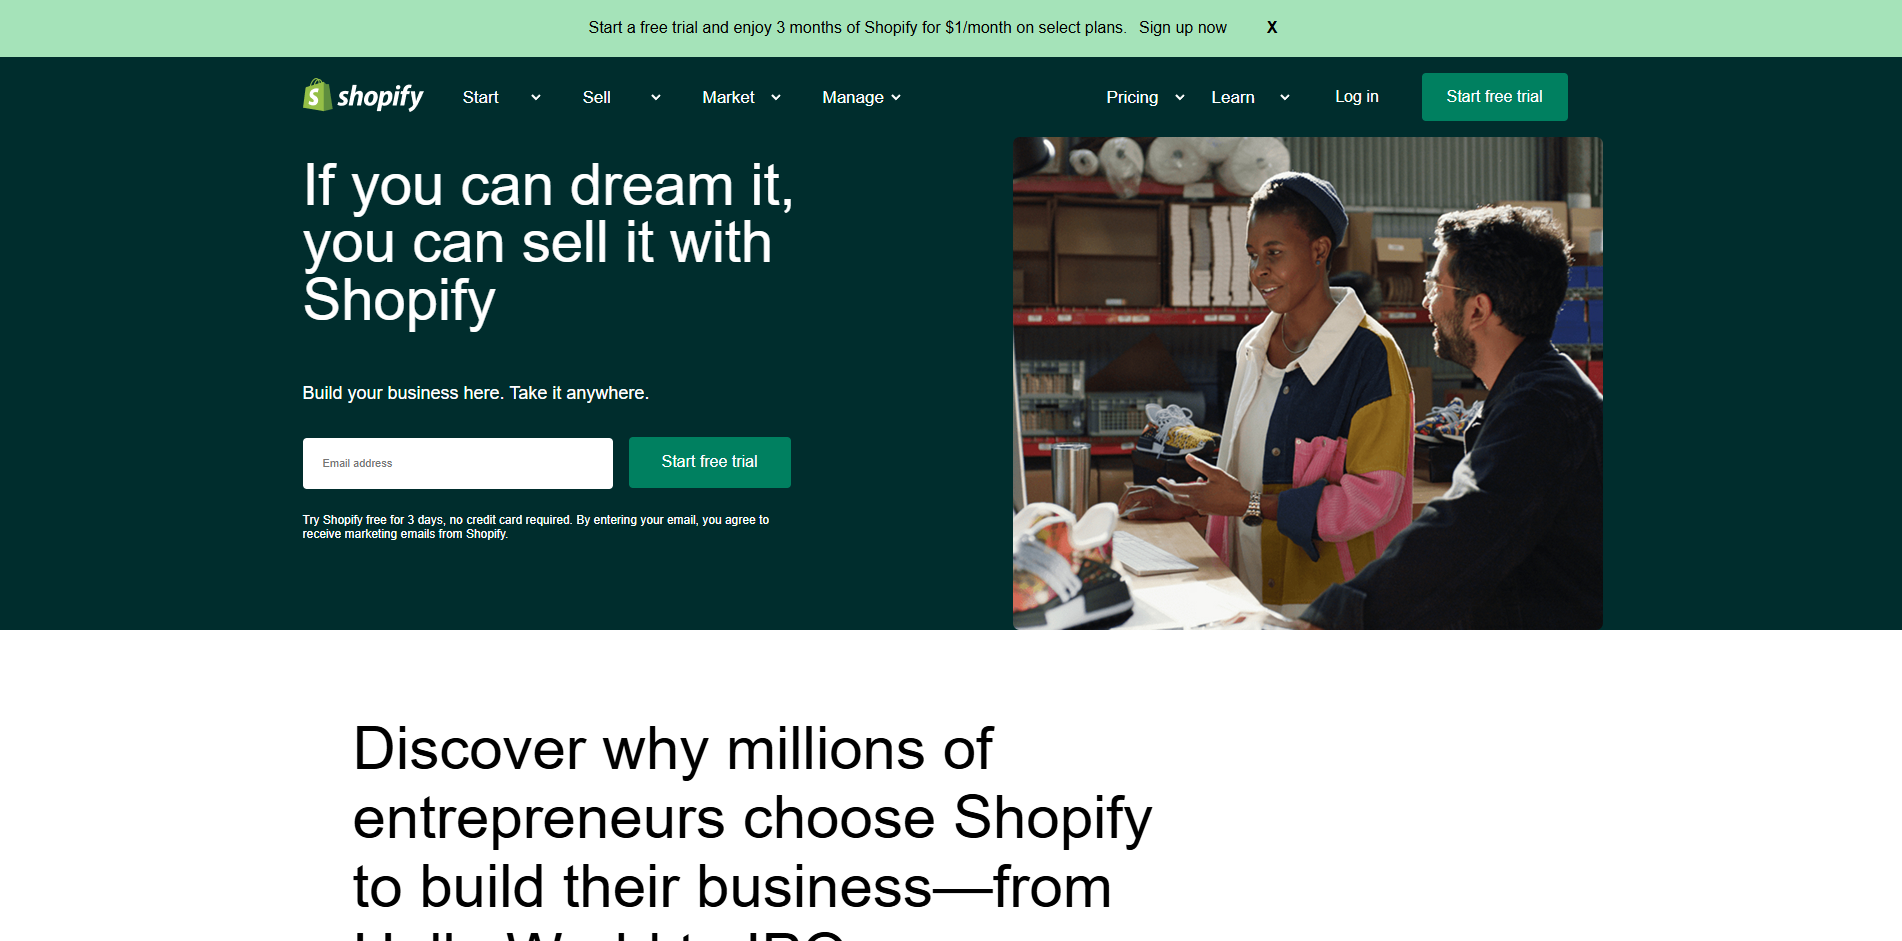 Start a free trial and enjoy 3 months of Shopify for $1/month on select plans. Sign up now X
shopify Start Sell Market Manage Pricing Learn Log in Start free trial
If you can dream it,
you can sell it with
Shopify
Build your business here. Take it anywhere.
Email address Start free trial
Try Shopify free for 3 days, no credit card required. By entering your email, you agree to
receive marketing emails from Shopify.
Discover why millions of
entrepreneurs choose Shopify
to build their business—from
Hello World to IPO